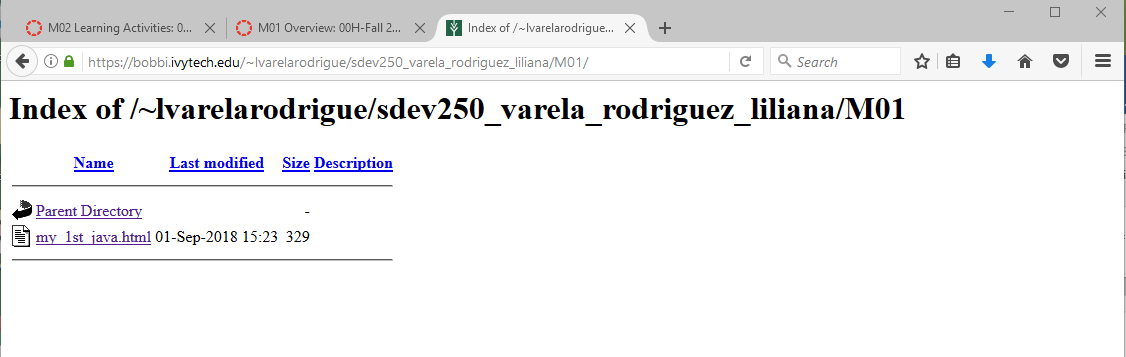 M02 Learning Activities: 0... M01 Overview: 00H-Fall 2... Index of /~lvarelarodrigue...
https://bobbi.ivytech.edu/~lvarelarodrigue/sdev250_varela_rodriguez_liliana/M01/ Search
Index of /~lvarelarodrigue/sdev250_varela_rodriguez_liliana/M01
Name Last modified Size Description
Parent Directory -
my_1st_java.html 01-Sep-2018 15:23 329